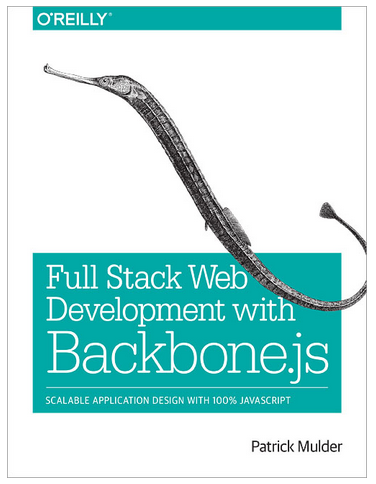 O'REILLY®
Full Stack Web
Development with
Backbone.js
SCALABLE APPLICATION DESIGN WITH 100% JAVASCRIPT
Patrick Mulder